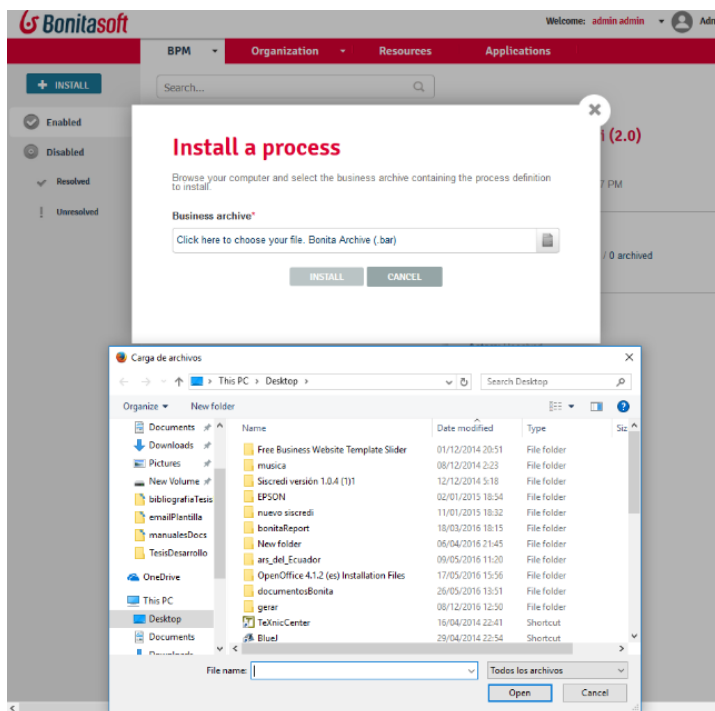 Bonitasoft
Welcome: admin admin
BPM Organization Resources Applications
INSTALL
Search...
Enabled
Disabled
Resolved
Unresolved
(2.0)
7 PM
/ 0 archived
Install a process
Browse your computer and select the business archive containing the process definition
to install.
Business archive*
Click here to choose your file. Bonita Archive (.bar)
INSTALL CANCEL
Carga de archivos
This PC > Desktop >
Search Desktop
Organize New folder
Documents
Downloads
Pictures
New Volume
bibliografiaTesis
emailPlantilla
manualesDocs
TesisDesarrollo
OneDrive
This PC
Desktop
Documents
Name Date modified Type Siz
Free Business Website Template Slider 01/12/2014 20:51 File folder
musica 08/12/2014 2:23 File folder
Siscredi versión 1.0.4 (1)1 12/12/2014 5:18 File folder
EPSON 02/01/2015 18:54 File folder
nuevo siscredi 11/01/2015 18:32 File folder
bonitaReport 18/03/2016 18:15 File folder
New folder 06/04/2016 21:45 File folder
ars_del_Ecuador 09/05/2016 11:20 File folder
OpenOffice 4.1.2 (es) Installation Files 17/05/2016 15:56 File folder
documentosBonita 26/05/2016 13:51 File folder
gerar 08/12/2016 12:50 File folder
TeXnicCenter 16/04/2014 22:41 Shortcut
BlueJ 29/04/2014 22:54 Shortcut
File name: Todos los archivos
Open Cancel